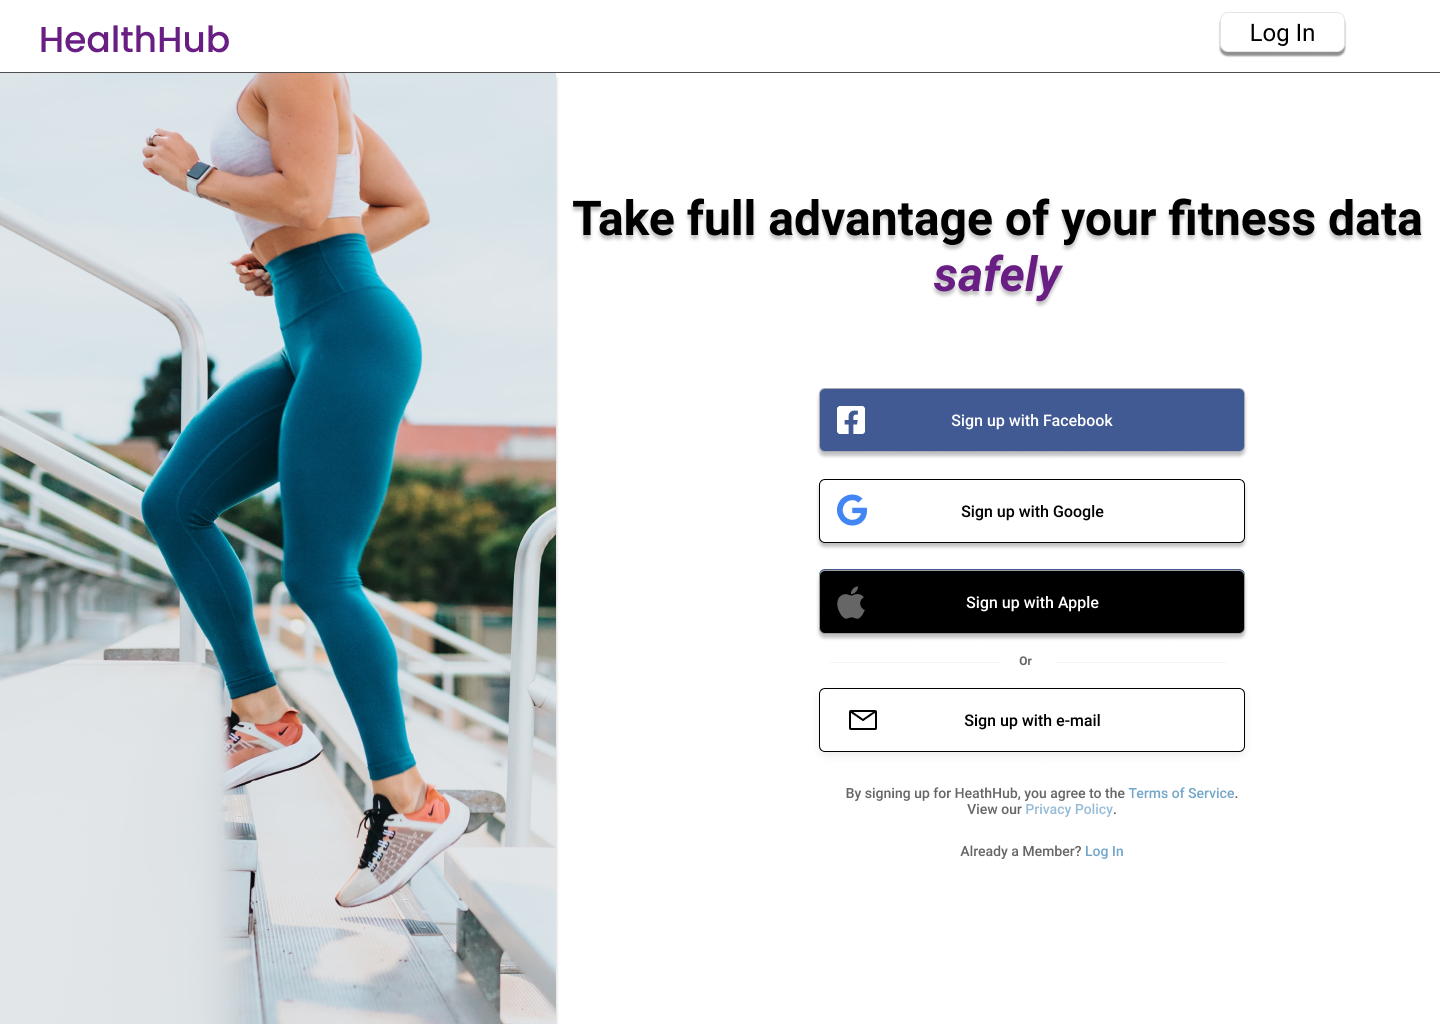 HealthHub
Log In
Take full advantage of your fitness data
safely
Sign up with Facebook
Sign up with Google
Sign up with Apple
Or
Sign up with e-mail
By signing up for HeathHub, you agree to the Terms of Service.
View our Privacy Policy.
Already a Member? Log In